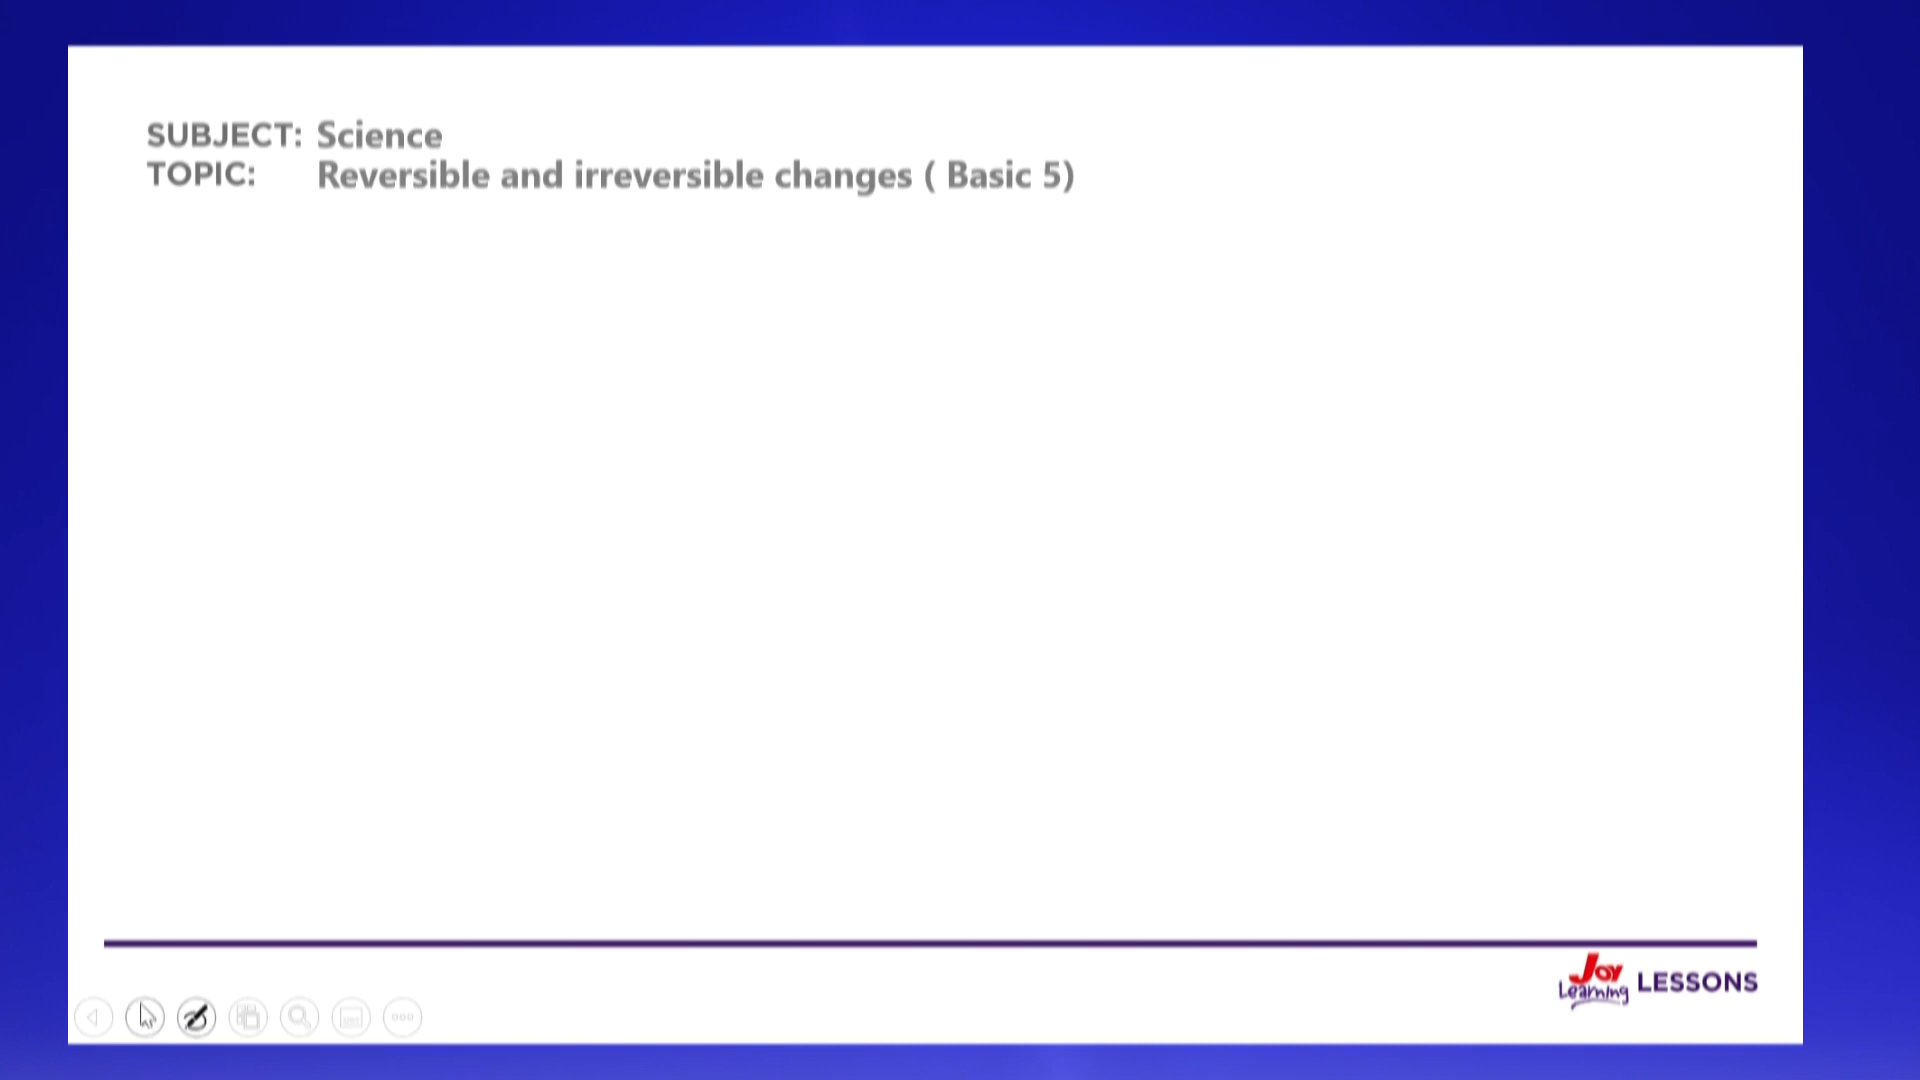 SUBJECT: Science
TOPIC: Reversible and irreversible changes ( Basic 5)
Joy
Learning LESSONS